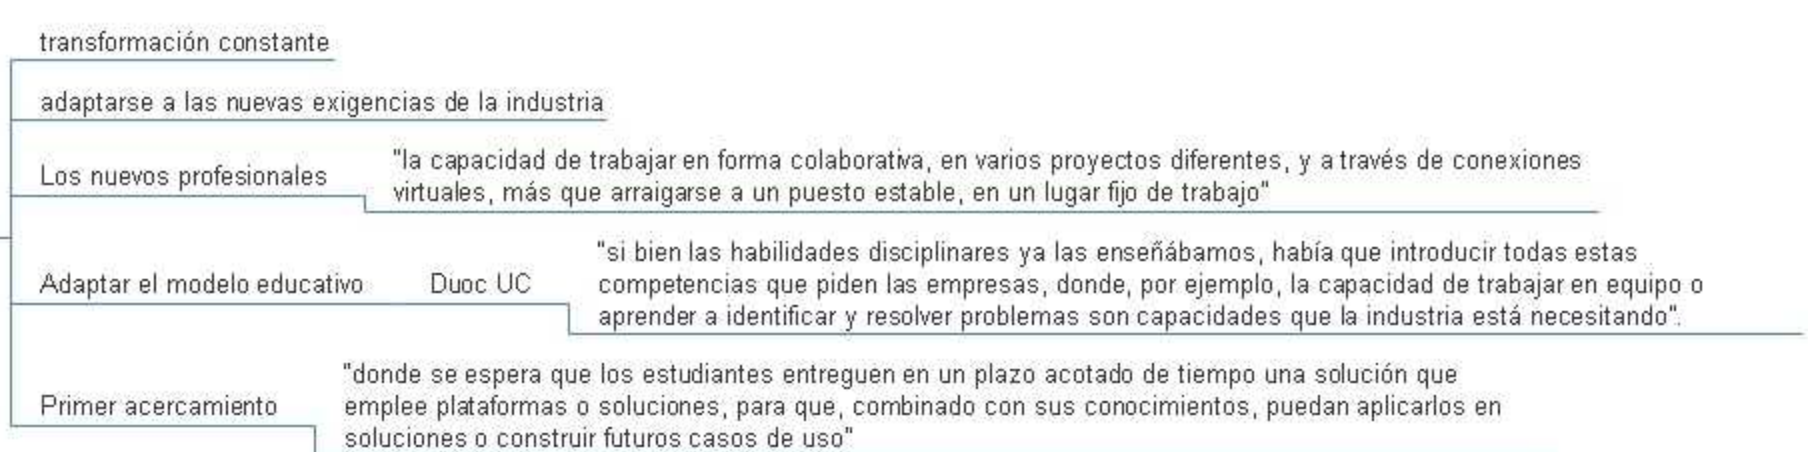 transformación constante
adaptarse a las nuevas exigencias de la industria
Los nuevos profesionales
"la capacidad de trabajar en forma colaborativa, en varios proyectos diferentes, y a través de conexiones
virtuales, más que arraigarse a un puesto estable, en un lugar fijo de trabajo"
Adaptar el modelo educativo
Duoc UC
"si bien las habilidades disciplinares ya las enseñábamos, había que introducir todas estas
competencias que piden las empresas, donde, por ejemplo, la capacidad de trabajar en equipo o
aprender a identificar y resolver problemas son capacidades que la industria está necesitando".
Primer acercamiento
"donde se espera que los estudiantes entreguen en un plazo acotado de tiempo una solución que
emplee plataformas o soluciones, para que, combinado con sus conocimientos, puedan aplicarlos en
soluciones o construir futuros casos de uso"